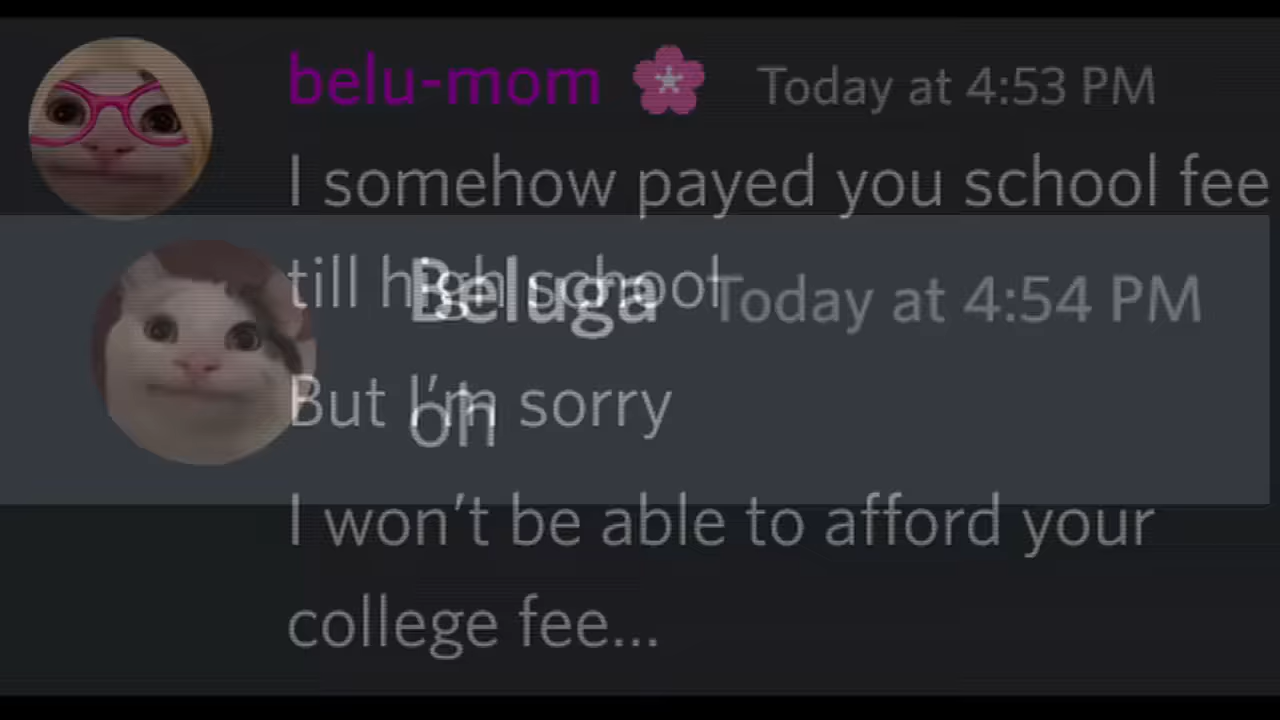 belu-mom Today at 4:53 PM
I somehow payed you school fee
till high school
Beluga Today at 4:54 PM
But I'm sorry
oh
I won't be able to afford your
college fee...